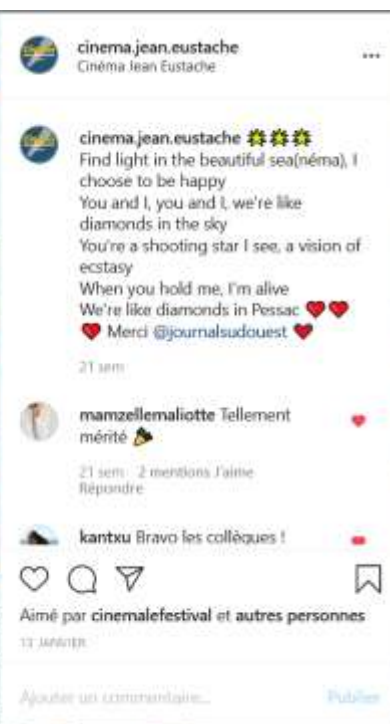 cinema.jean.eustache
Cinéma Jean Eustache
cinema.jean.eustache
Find light in the beautiful sea(néma), I
choose to be happy
You and I, you and I, we're like
diamonds in the sky
You're a shooting star I see, a vision of
ecstasy
When you hold me, I'm alive
We're like diamonds in Pessac
Merci @journalsudouest
21 sem
mamzellemaliotte Tellement
mérité
21 sem 2 mentions J'aime
Répondre
kantxu Bravo les collègues !
Aimé par cinemalefestival et autres personnes
13 JANVIER
Ajouter un commentaire... Publier